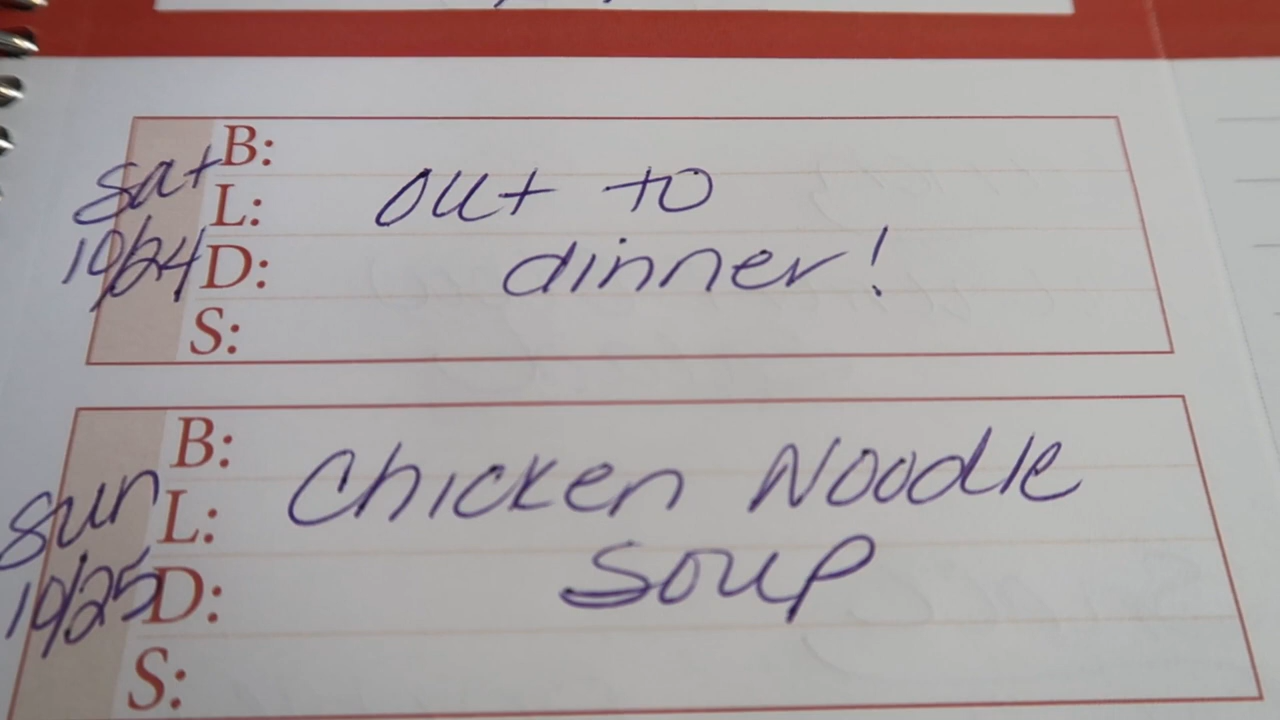 Sat
10/24
B:
L:
D:
S:
out to
dinner!
Sun
10/25
B:
L:
D:
S:
Chicken Noodle
Soup